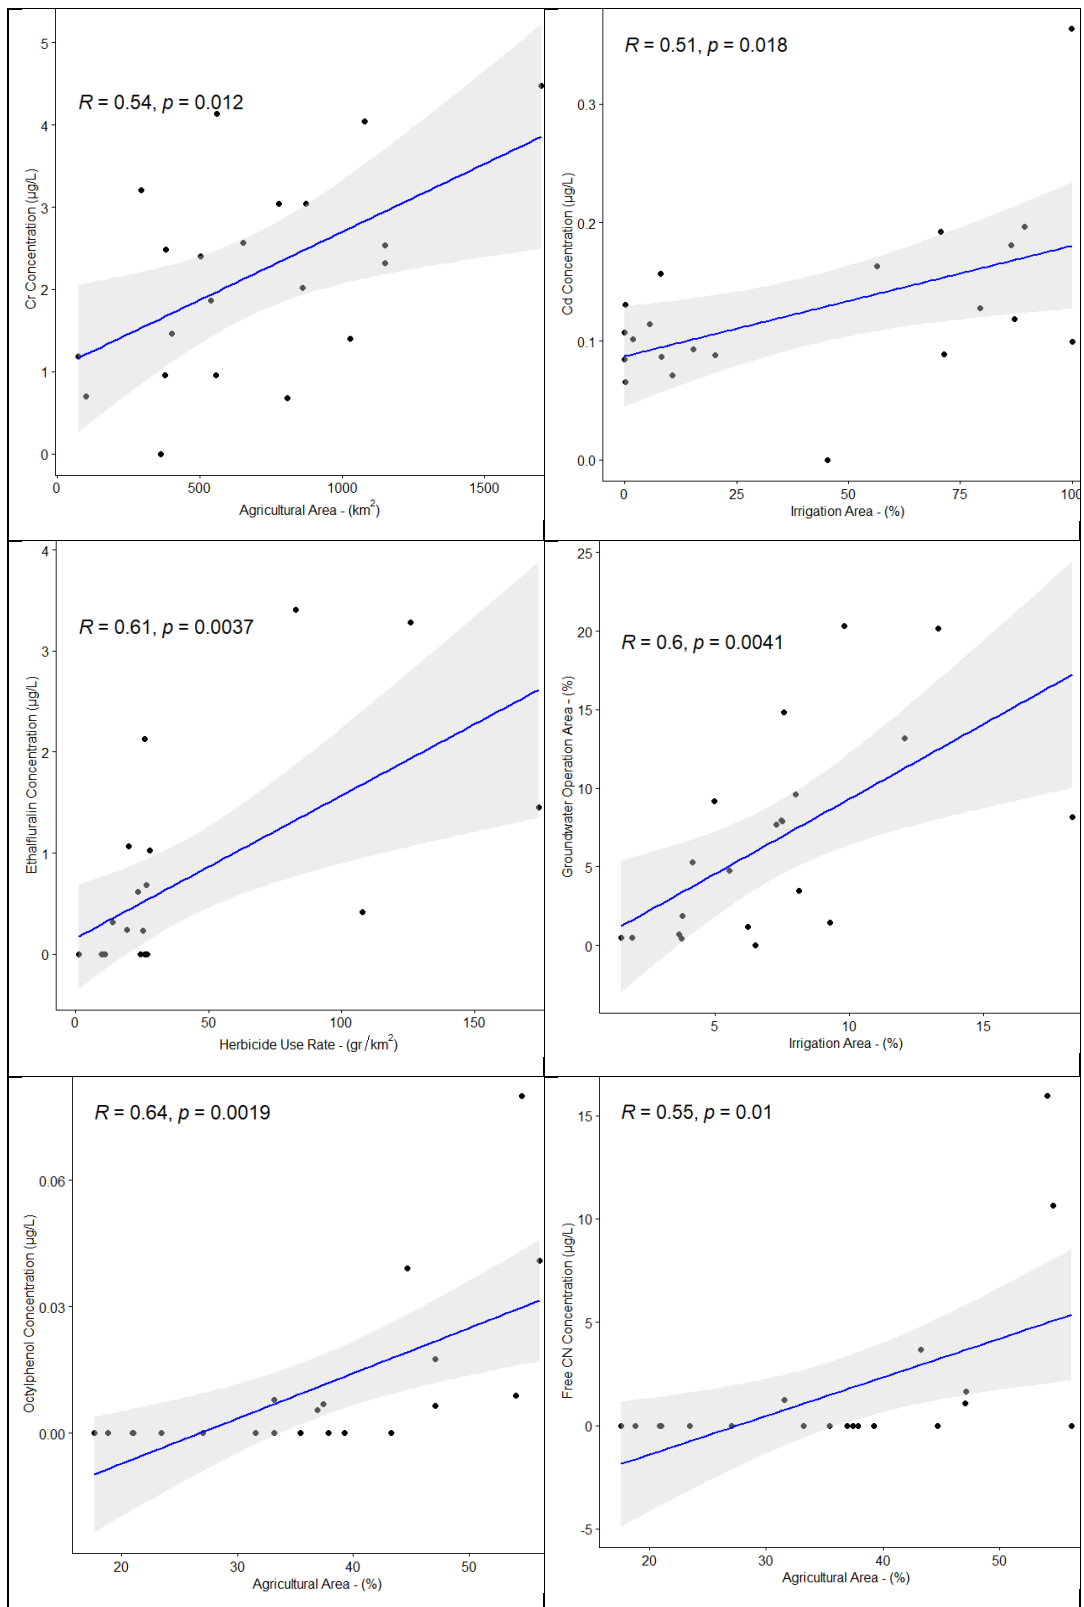 R = 0.54, p = 0.012
5
4
3
2
1
0
Cr Concentration (µg/L)
0 500 1000 1500
Agricultural Area - (km²)
R = 0.51, p = 0.018
0.3
0.2
0.1
0.0
Cd Concentration (µg/L)
0 25 50 75 100
Irrigation Area - (%)
R = 0.61, p = 0.0037
4
3
2
1
0
Ethalfluralin Concentration (µg/L)
0 50 100 150
Herbicide Use Rate - (gr/km²)
R = 0.6, p = 0.0041
25
20
15
10
5
0
Groundwater Operation Area - (%)
5 10 15
Irrigation Area - (%)
R = 0.64, p = 0.0019
0.06
0.03
0.00
Octylphenol Concentration (µg/L)
20 30 40 50
Agricultural Area - (%)
R = 0.55, p = 0.01
15
10
5
0
-5
Free CN Concentration (µg/L)
20 30 40 50
Agricultural Area - (%)